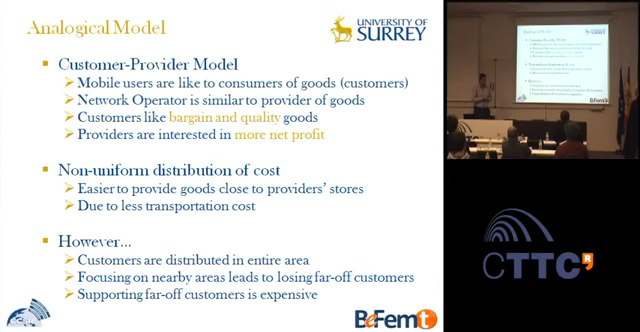 Analogical Model
UNIVERSITY OF
SURREY
Customer-Provider Model
Mobile users are like to consumers of goods (customers)
Network Operator is similar to provider of goods
Customers like bargain and quality goods
Providers are interested in more net profit
Non-uniform distribution of cost
Easier to provide goods close to providers' stores
Due to less transportation cost
However...
Customers are distributed in entire area
Focusing on nearby areas leads to losing far-off customers
Supporting far-off customers is expensive
BeFemt
CTTC